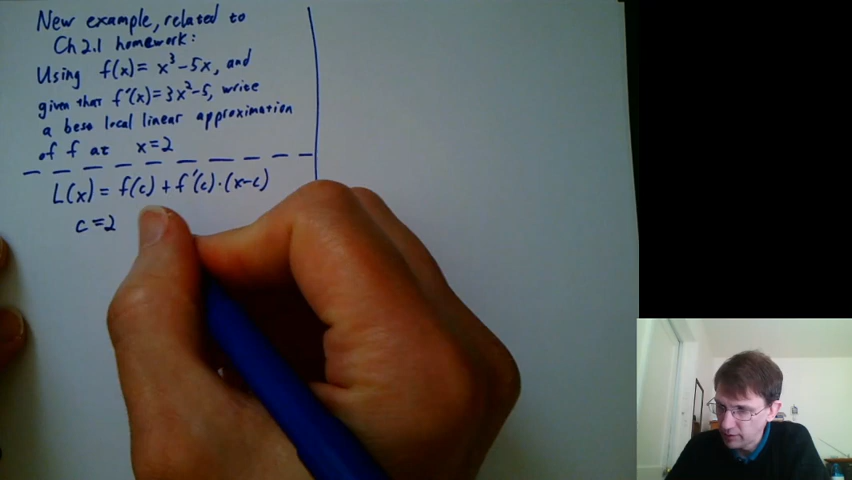 New example, related to
Ch 2.1 homework:
Using f(x) = x³-5x, and
given that f'(x)=3x²-5, write
a best local linear approximation
of f at x=2
L(x) = f(c) + f'(c)·(x-c)
c=2